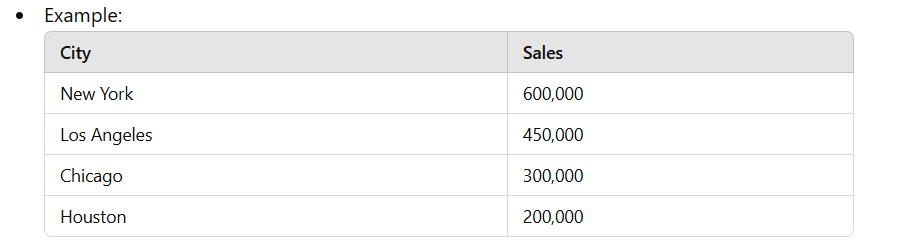 Example:
City Sales
New York 600,000
Los Angeles 450,000
Chicago 300,000
Houston 200,000